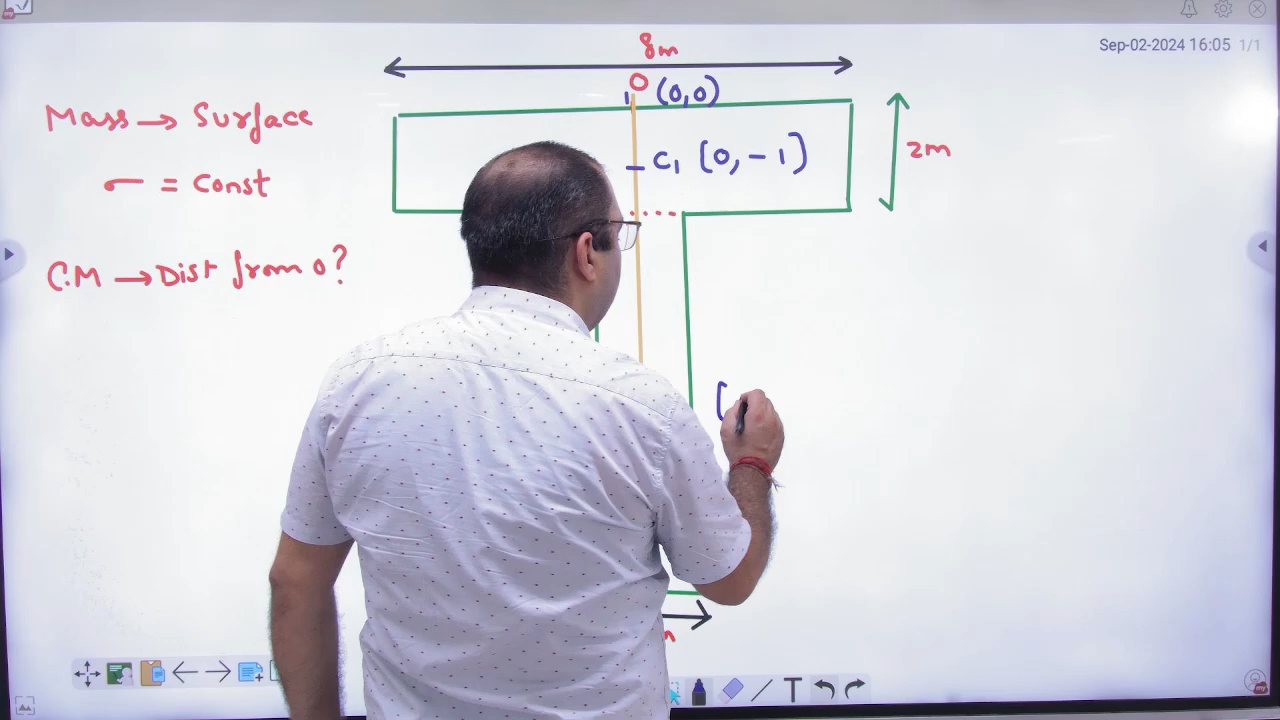 Sep-02-2024 16:05 1/1
8m
O (0,0)
Mass → Surface
C₁ (0,-1)
2m
σ = Const
C.M → Dist from o?
(
T